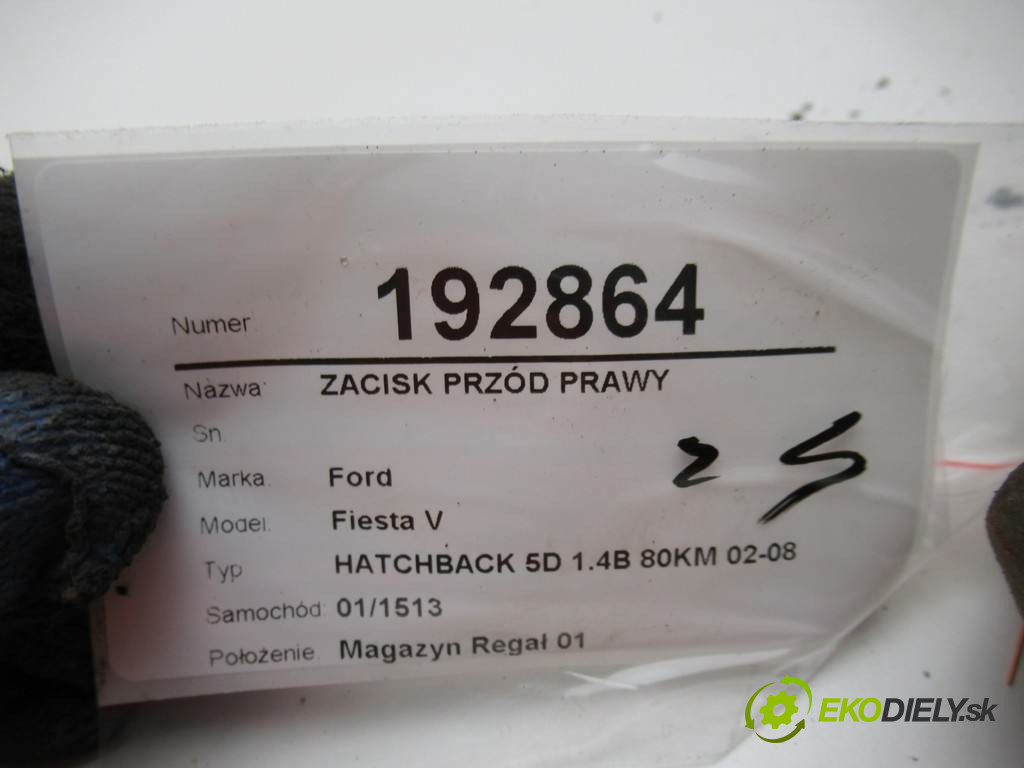 Numer 192864
Nazwa: ZACISK PRZÓD PRAWY
Sn
Marka. Ford
Model. Fiesta V
Typ HATCHBACK 5D 1.4B 80KM 02-08
Samochód: 01/1513
Położenie. Magazyn Regał 01
EKODIELY.sk